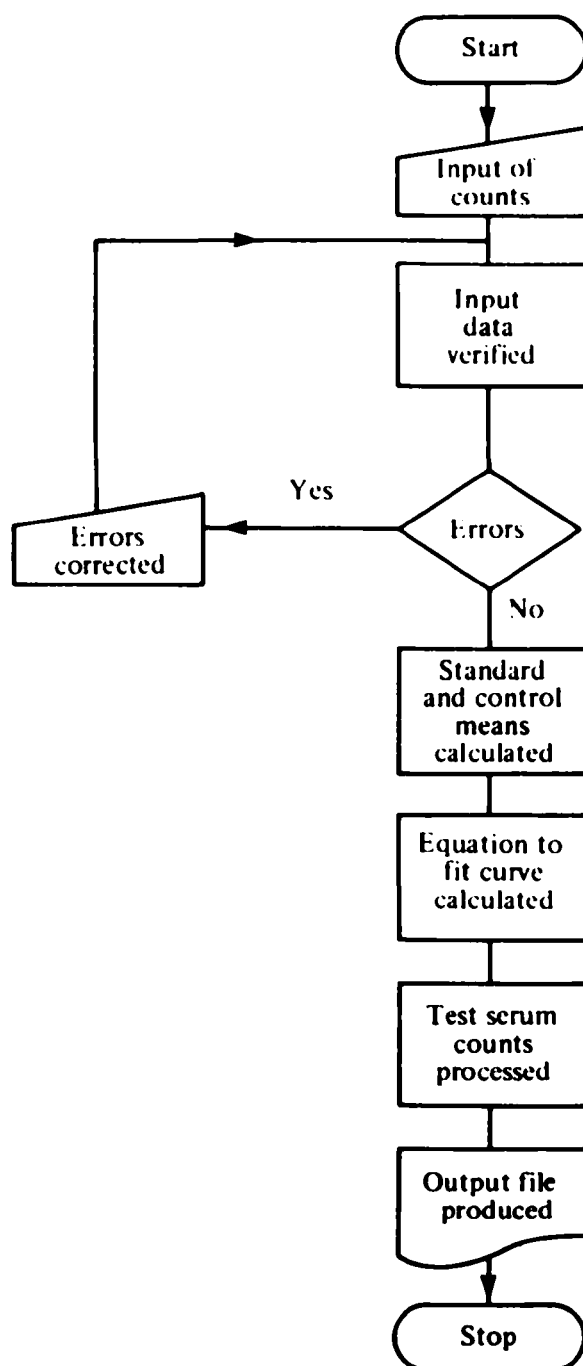 Start
Input of
counts
Input
data
verified
Yes
Errors
Errors
corrected
No
Standard
and control
means
calculated
Equation to
fit curve
calculated
Test scrum
counts
processed
Output file
produced
Stop